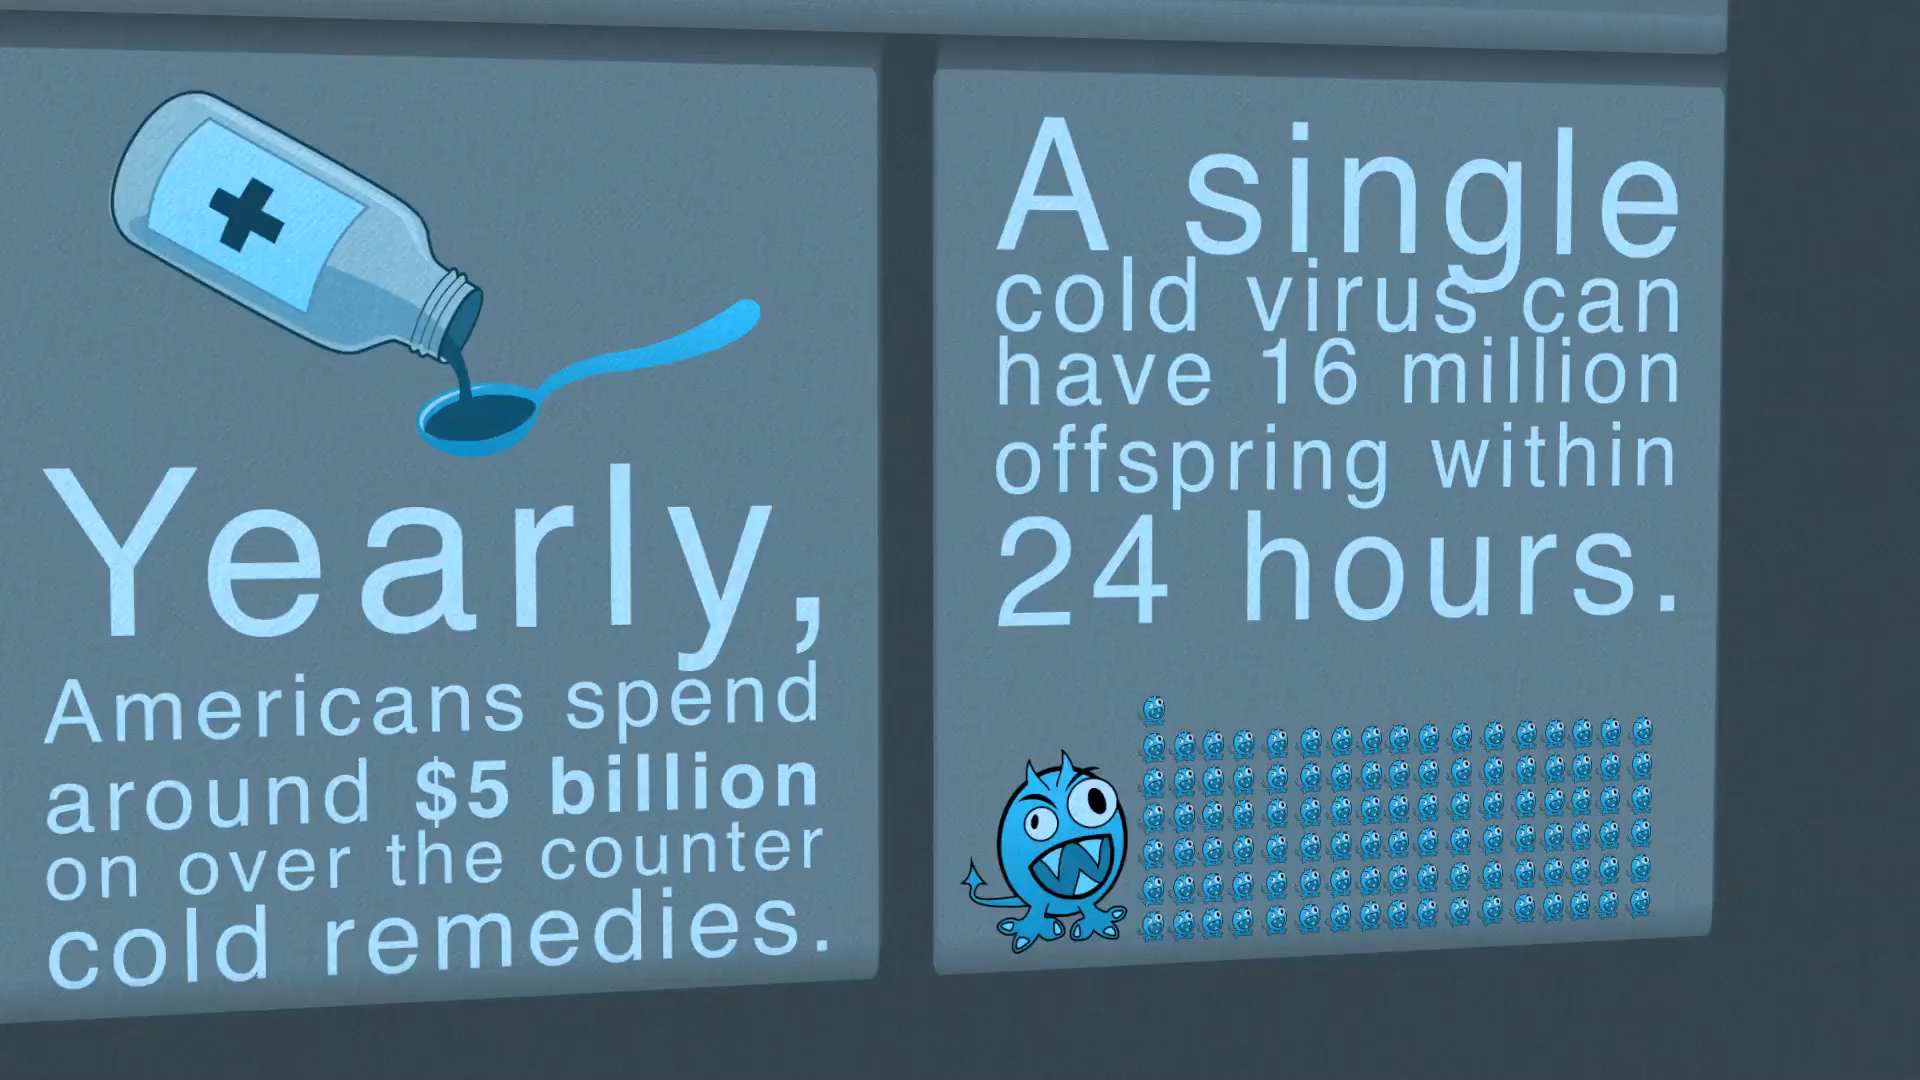 Yearly,
Americans spend
around $5 billion
on over the counter
cold remedies.
A single
cold virus can
have 16 million
offspring within
24 hours.